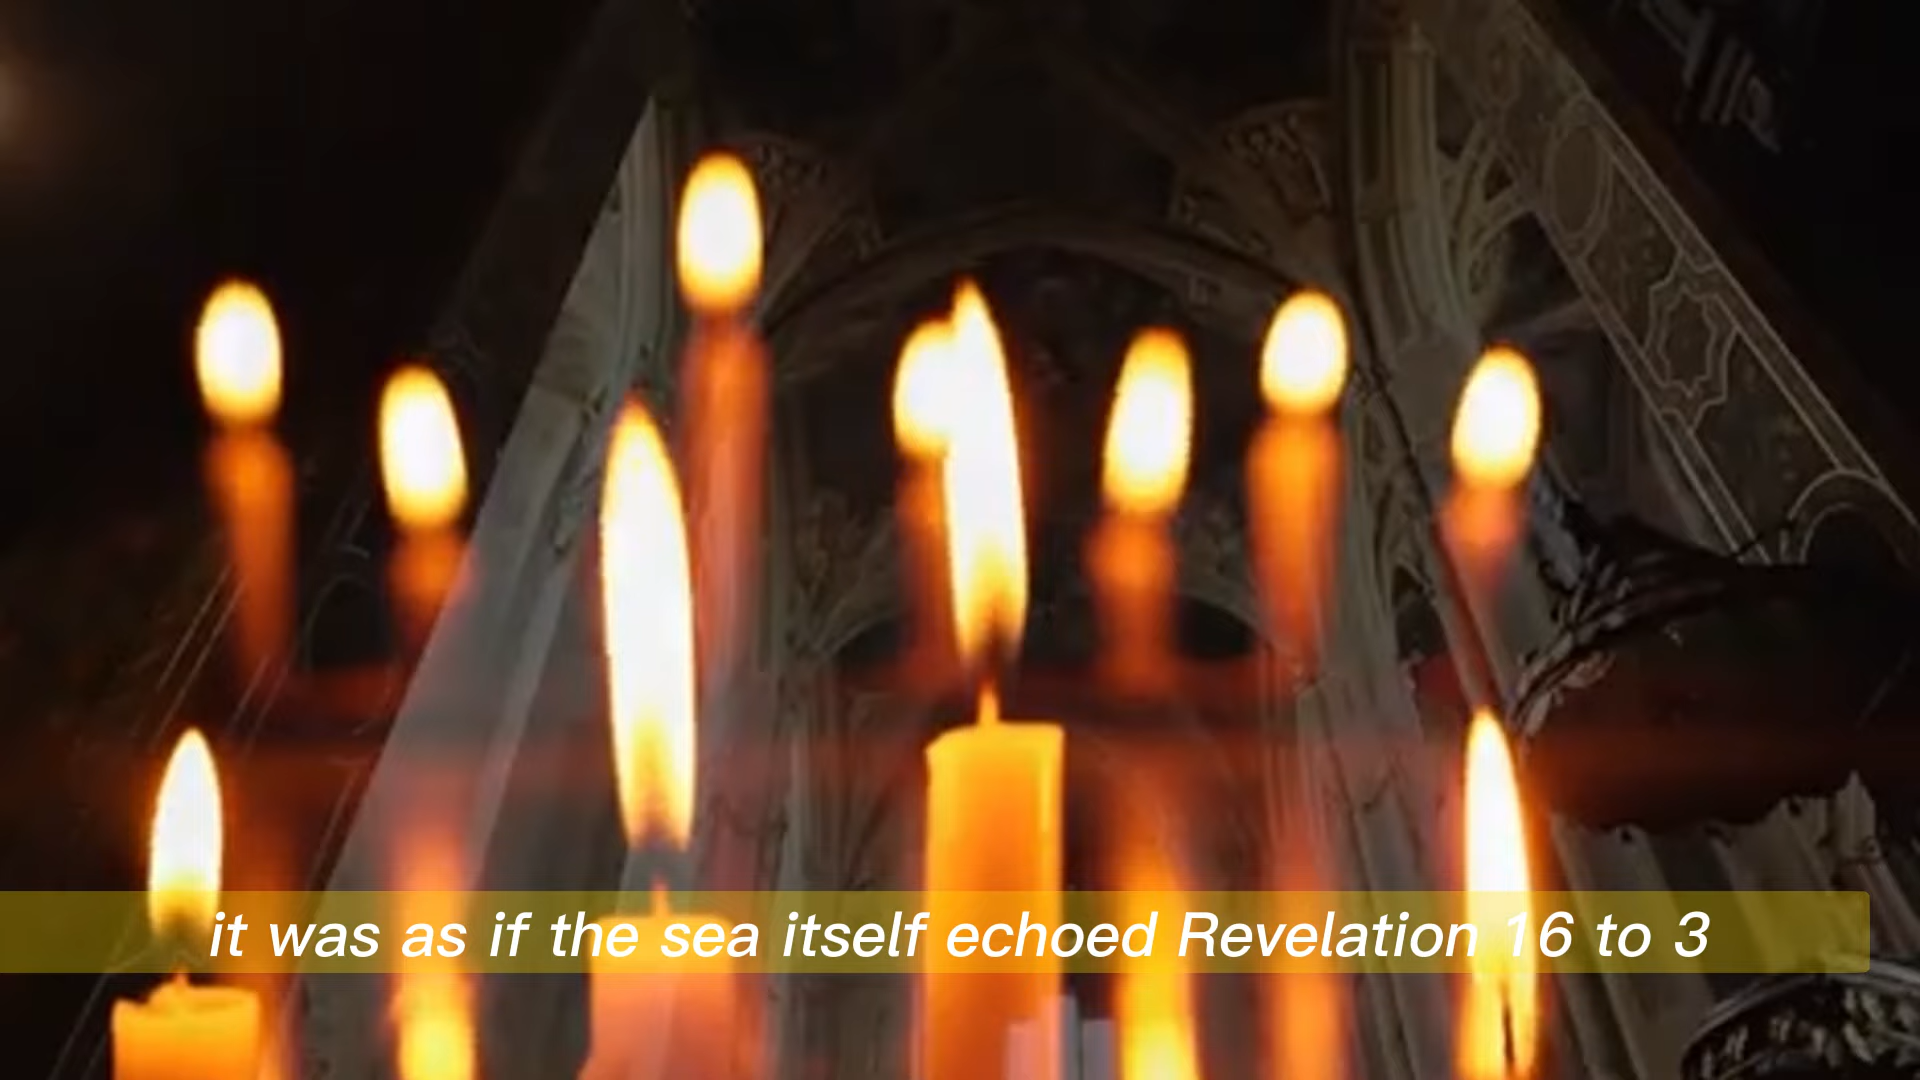 it was as if the sea itself echoed Revelation 16 to 3